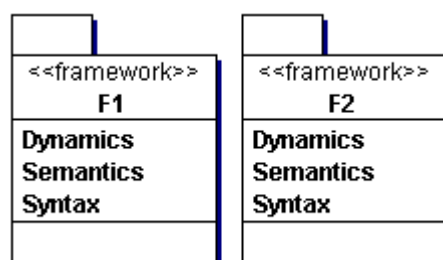 <<framework>>
F1
Dynamics
Semantics
Syntax
<<framework>>
F2
Dynamics
Semantics
Syntax